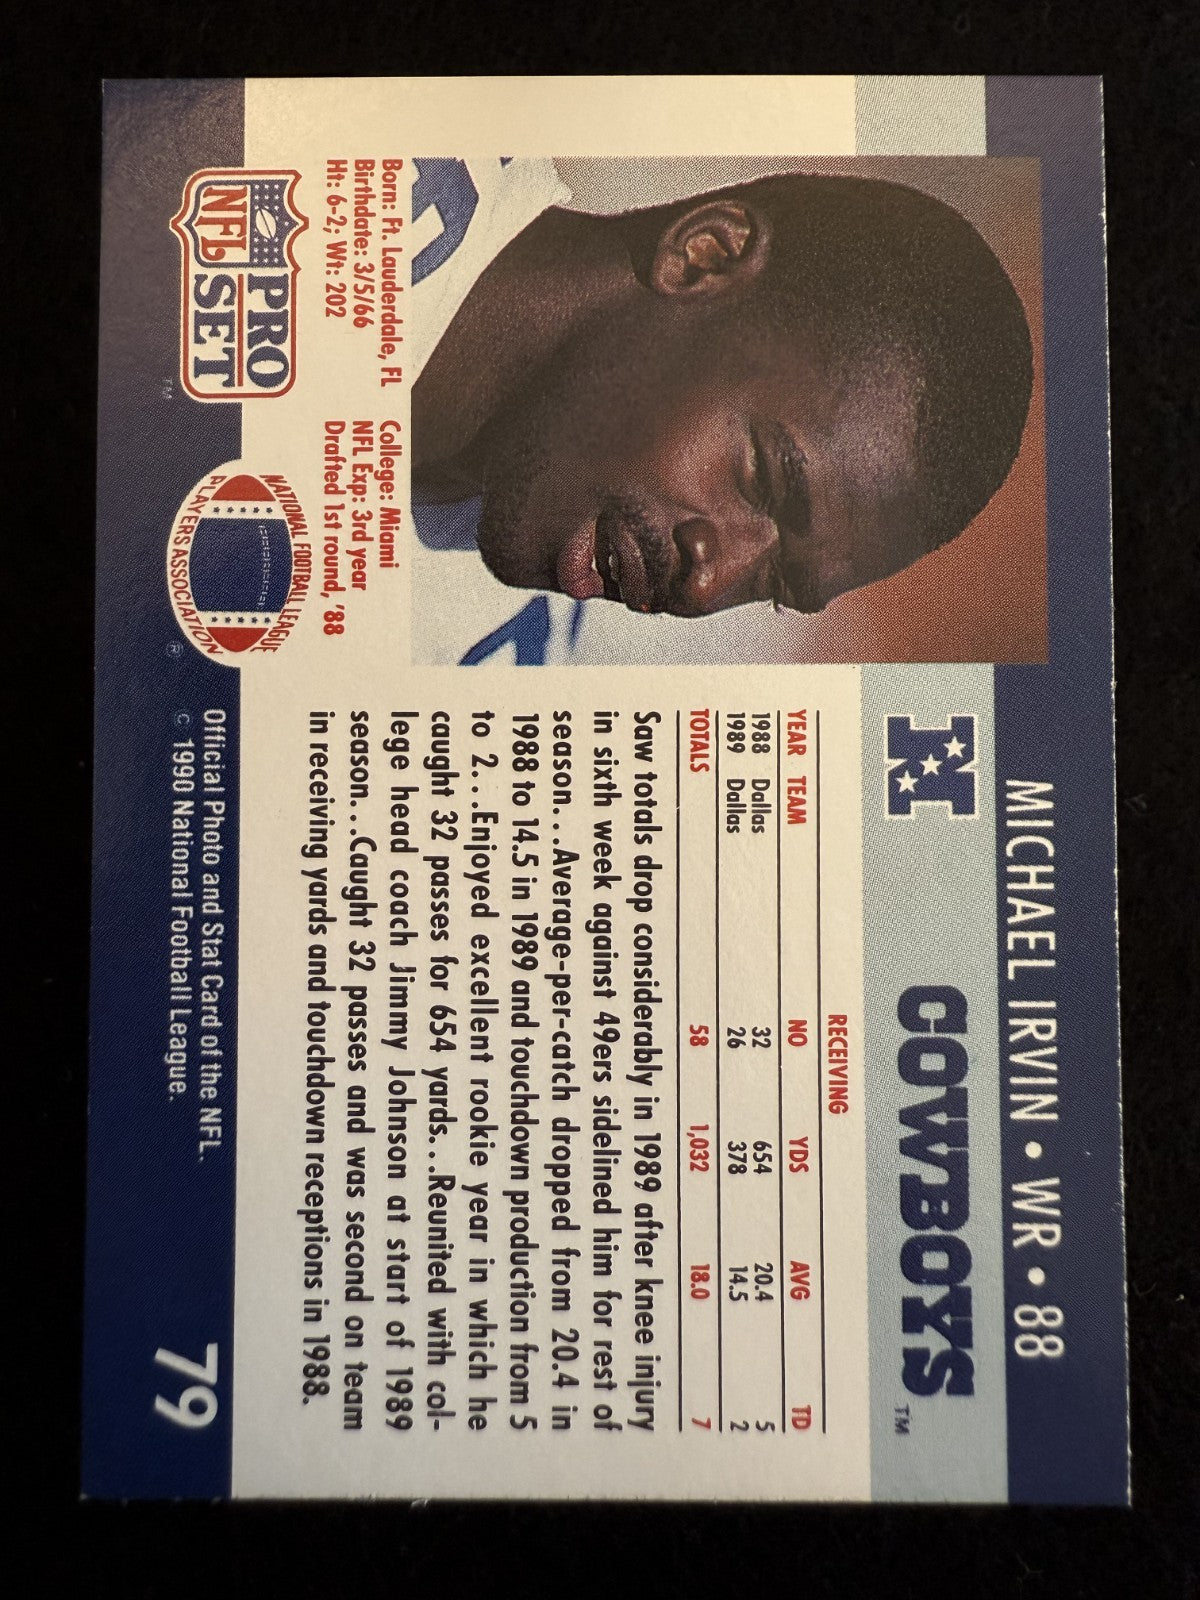 MICHAEL IRVIN • WR • 88
N COWBOYS™
RECEIVING
YEAR TEAM NO YDS AVG TD
1988 Dallas 32 654 20.4 5
1989 Dallas 26 378 14.5 2
TOTALS 58 1,032 18.0 7
Saw totals drop considerably in 1989 after knee injury
in sixth week against 49ers sidelined him for rest of
season...Average-per-catch dropped from 20.4 in
1988 to 14.5 in 1989 and touchdown production from 5
to 2...Enjoyed excellent rookie year in which he
caught 32 passes for 654 yards...Reunited with col-
lege head coach Jimmy Johnson at start of 1989
season...Caught 32 passes and was second on team
in receiving yards and touchdown receptions in 1988.
Born: Ft. Lauderdale, FL College: Miami
Birthdate: 3/5/66 NFL Exp: 3rd year
Ht: 6-2; Wt: 202 Drafted 1st round, '88
NFL PRO SET™
NATIONAL FOOTBALL LEAGUE
PLAYERS ASSOCIATION®
Official Photo and Stat Card of the NFL.
© 1990 National Football League.
79